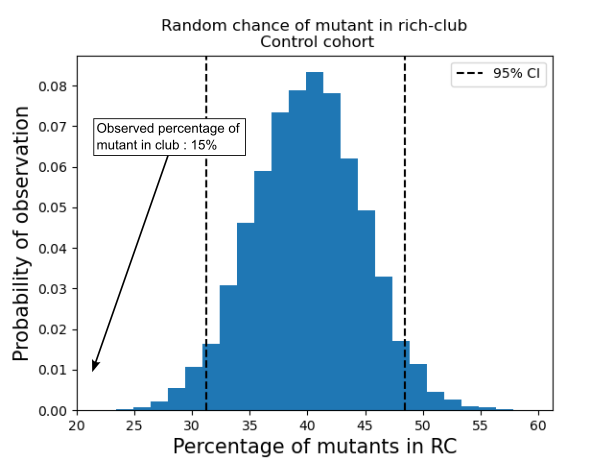 Random chance of mutant in rich-club
Control cohort
95% CI
Observed percentage of
mutant in club : 15%
Probability of observation
0.08
0.07
0.06
0.05
0.04
0.03
0.02
0.01
0.00
20 25 30 35 40 45 50 55 60
Percentage of mutants in RC